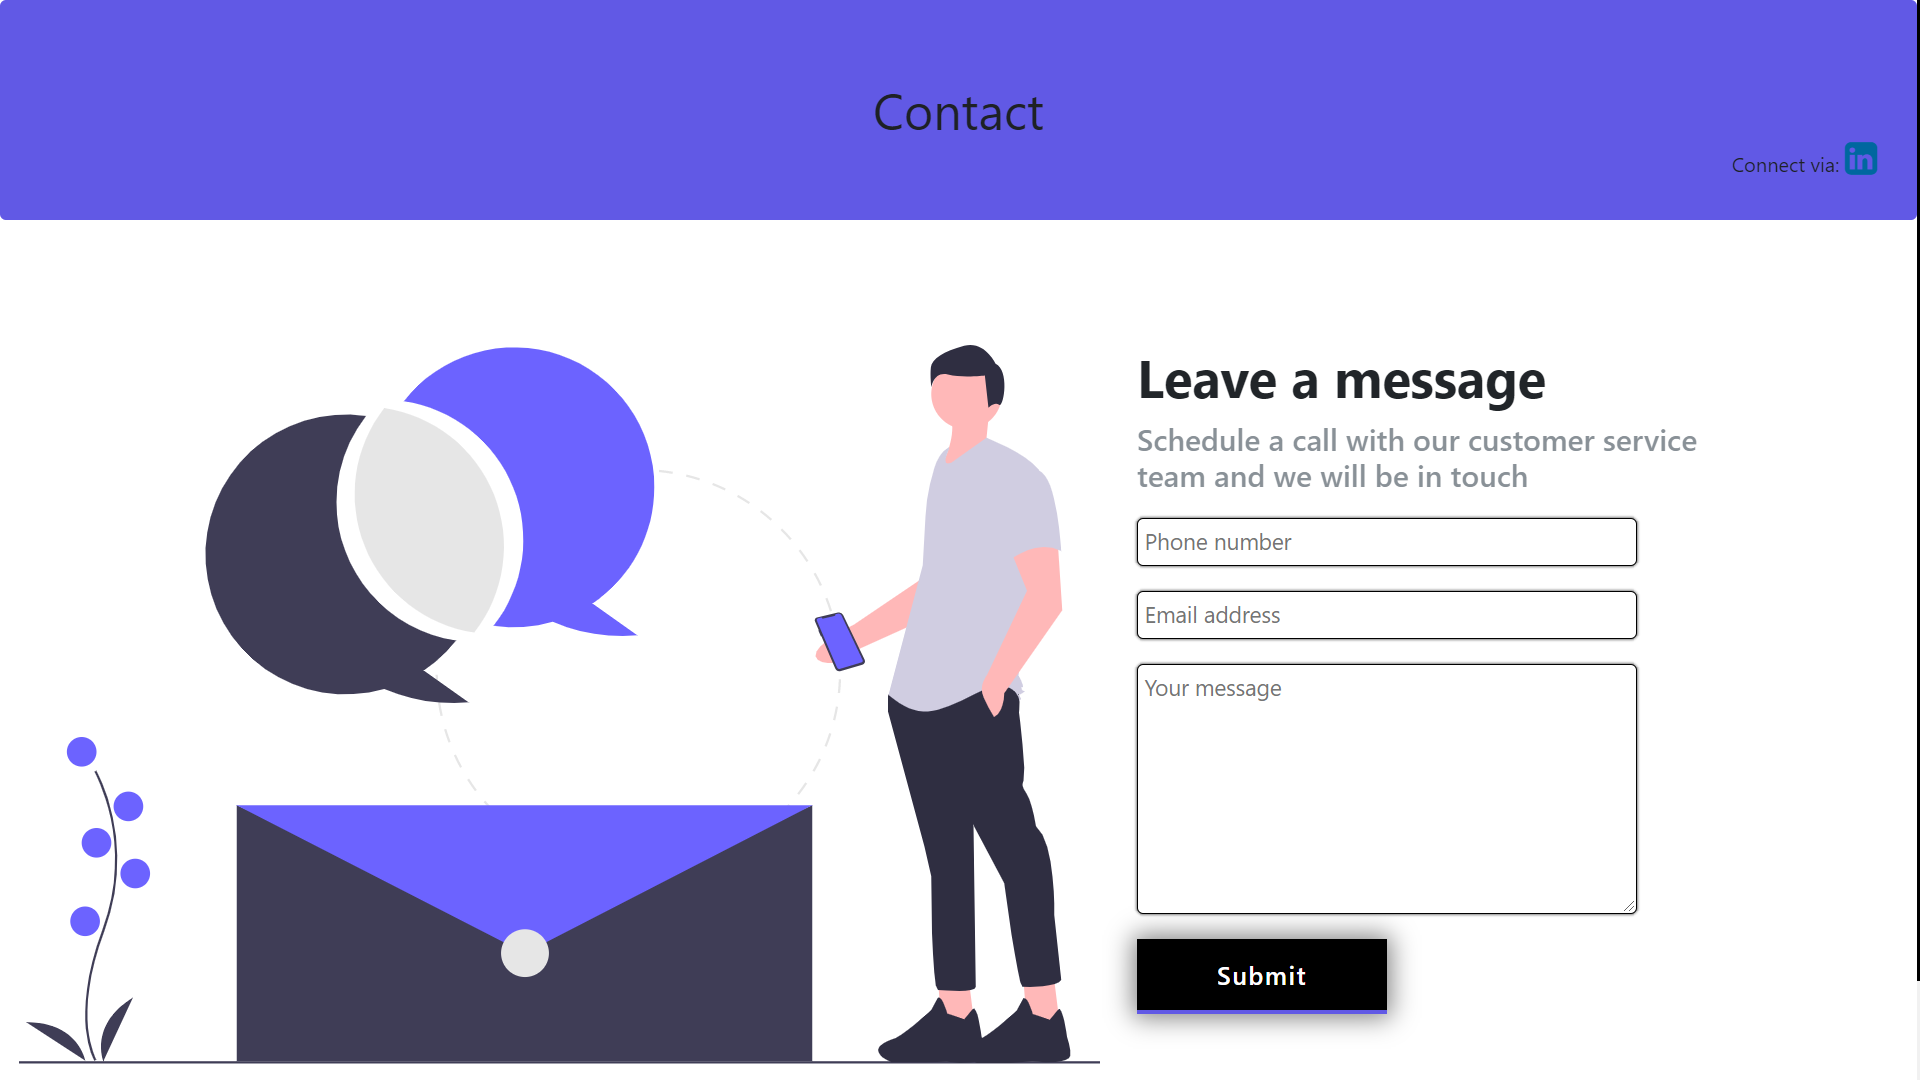 Contact
Connect via: in
Leave a message
Schedule a call with our customer service
team and we will be in touch
Phone number
Email address
Your message
Submit